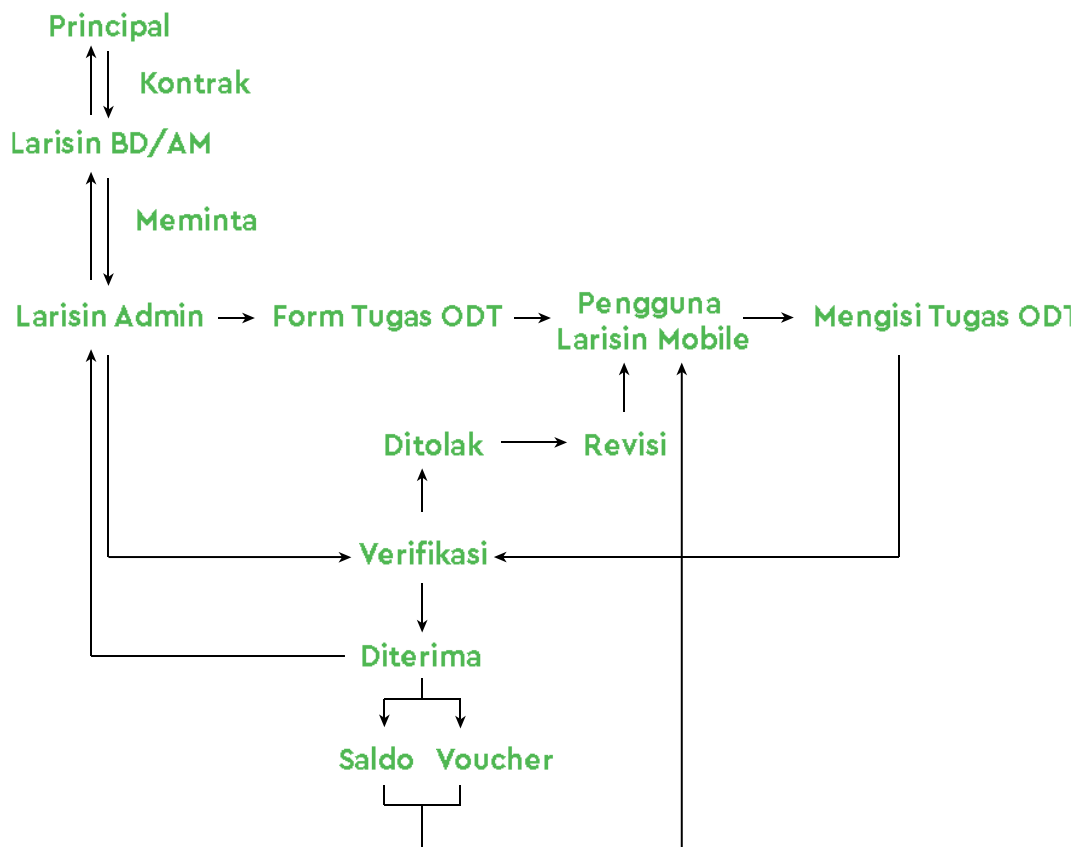 Principal
Kontrak
Larisin BD/AM
Meminta
Larisin Admin
Form Tugas ODT
Pengguna
Larisin Mobile
Mengisi Tugas ODT
Ditolak
Revisi
Verifikasi
Diterima
Saldo
Voucher